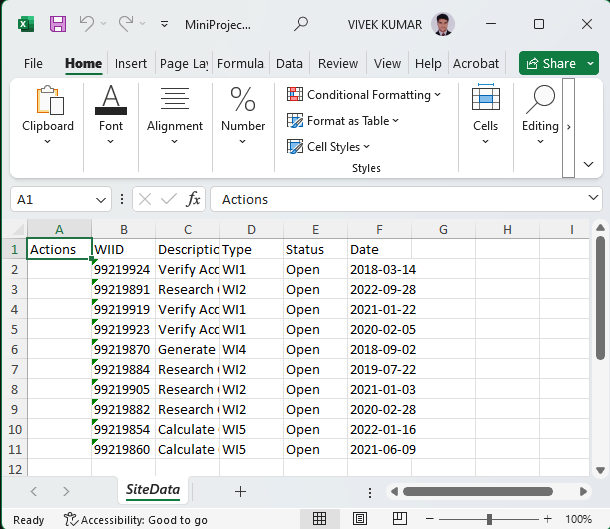 MiniProjec... VIVEK KUMAR
File Home Insert Page La Formula Data Review View Help Acrobat Share
Clipboard Font Alignment Number Conditional Formatting Format as Table Cell Styles Styles Cells Editing
A1 fx Actions
A B C D E F G H I
1 Actions WIID Descriptic Type Status Date
2 99219924 Verify Acc WI1 Open 2018-03-14
3 99219891 Research WI2 Open 2022-09-28
4 99219919 Verify Acc WI1 Open 2021-01-22
5 99219923 Verify Acc WI1 Open 2020-02-05
6 99219870 Generate WI4 Open 2018-09-02
7 99219884 Research WI2 Open 2019-07-22
8 99219905 Research WI2 Open 2021-01-03
9 99219882 Research WI2 Open 2020-02-28
10 99219854 Calculate WI5 Open 2022-01-16
11 99219860 Calculate WI5 Open 2021-06-09
12
SiteData
Ready Accessibility: Good to go 100%